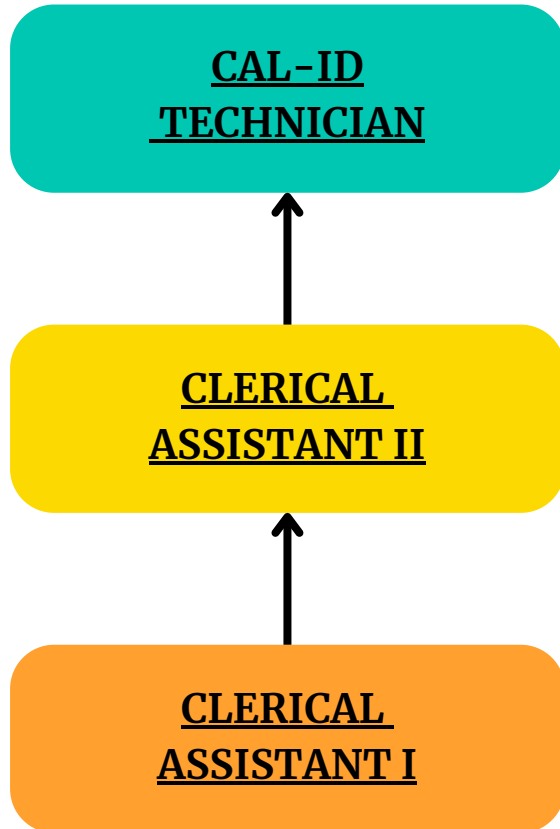 CAL-ID
TECHNICIAN
CLERICAL
ASSISTANT II
CLERICAL
ASSISTANT I